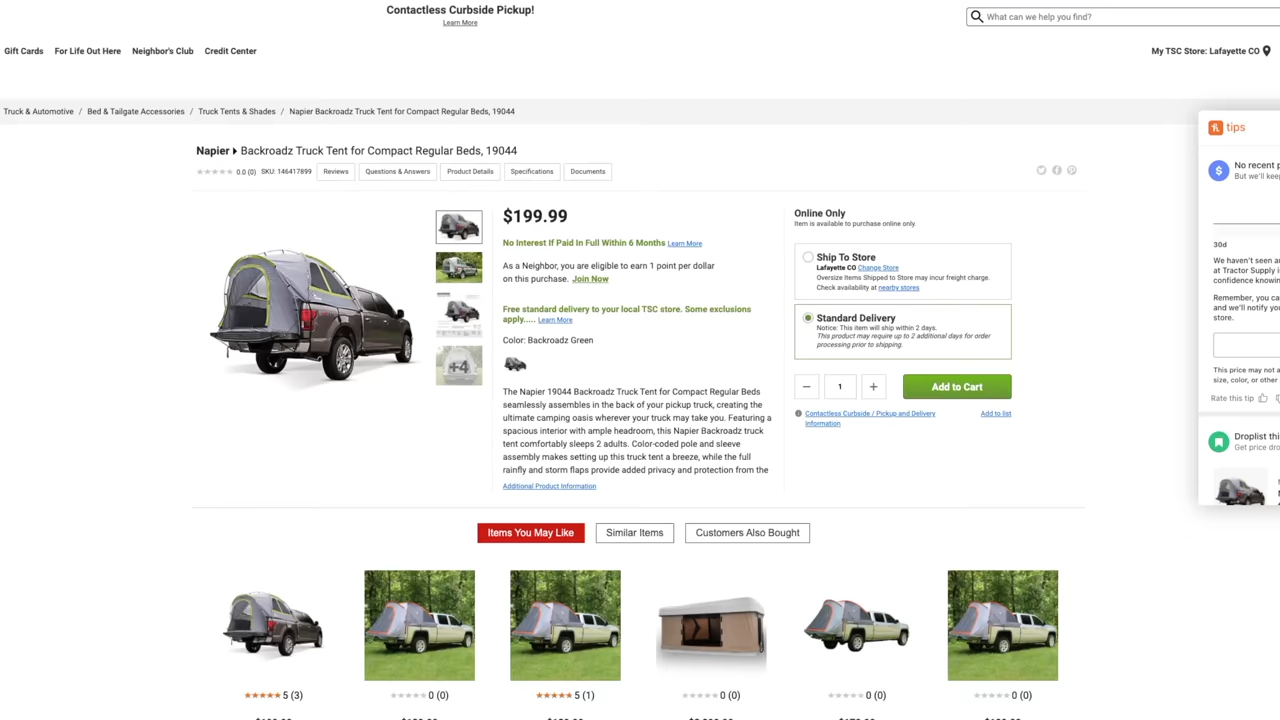 Contactless Curbside Pickup!
Learn More
What can we help you find?
Gift Cards For Life Out Here Neighbor's Club Credit Center
My TSC Store: Lafayette CO
Truck & Automotive / Bed & Tailgate Accessories / Truck Tents & Shades / Napier Backroadz Truck Tent for Compact Regular Beds, 19044
Napier Backroadz Truck Tent for Compact Regular Beds, 19044
0.0 (0) SKU: 146417899 Reviews Questions & Answers Product Details Specifications Documents
$199.99
No Interest If Paid In Full Within 6 Months Learn More
As a Neighbor, you are eligible to earn 1 point per dollar
on this purchase. Join Now
Free standard delivery to your local TSC store. Some exclusions
apply..... Learn More
Color: Backroadz Green
+4
The Napier 19044 Backroadz Truck Tent for Compact Regular Beds
seamlessly assembles in the back of your pickup truck, creating the
ultimate camping oasis wherever your truck may take you. Featuring a
spacious interior with ample headroom, this Napier Backroadz truck
tent comfortably sleeps 2 adults. Color-coded pole and sleeve
assembly makes setting up this truck tent a breeze, while the full
rainfly and storm flaps provide added privacy and protection from the
Additional Product Information
Online Only
Item is available to purchase online only.
Ship To Store
Lafayette CO Change Store
Oversize Items Shipped to Store may incur freight charge.
Check availability at nearby stores
Standard Delivery
Notice: This item will ship within 2 days.
This product may require up to 2 additional days for order
processing prior to shipping.
− 1 + Add to Cart
Contactless Curbside / Pickup and Delivery
Information
Add to list
tips
$
No recent p
But we'll kee
30d
We haven't seen a
at Tractor Supply i
confidence knowin
Remember, you ca
and we'll notify yo
store.
This price may not a
size, color, or other
Rate this tip
Droplist thi
Get price dro
Items You May Like Similar Items Customers Also Bought
5 (3) 0 (0) 5 (1) 0 (0) 0 (0) 0 (0)